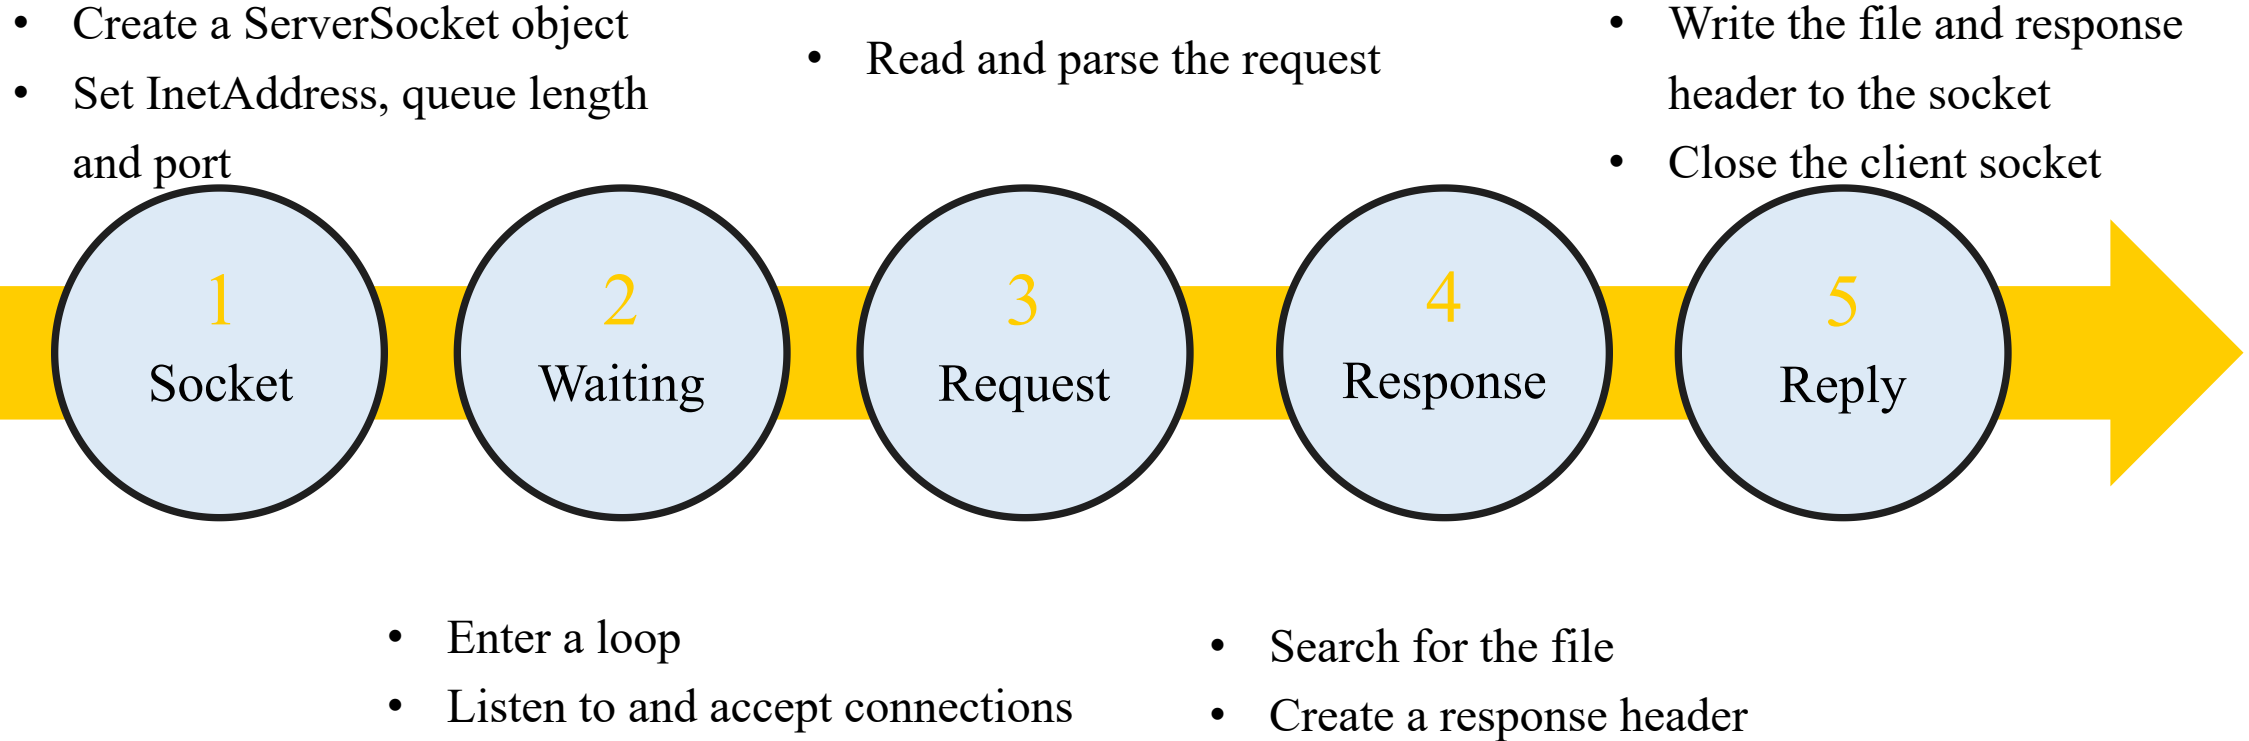 • Create a ServerSocket object
• Set InetAddress, queue length
and port
• Read and parse the request
• Write the file and response
header to the socket
• Close the client socket
1
Socket
2
Waiting
3
Request
4
Response
5
Reply
• Enter a loop
• Listen to and accept connections
• Search for the file
• Create a response header